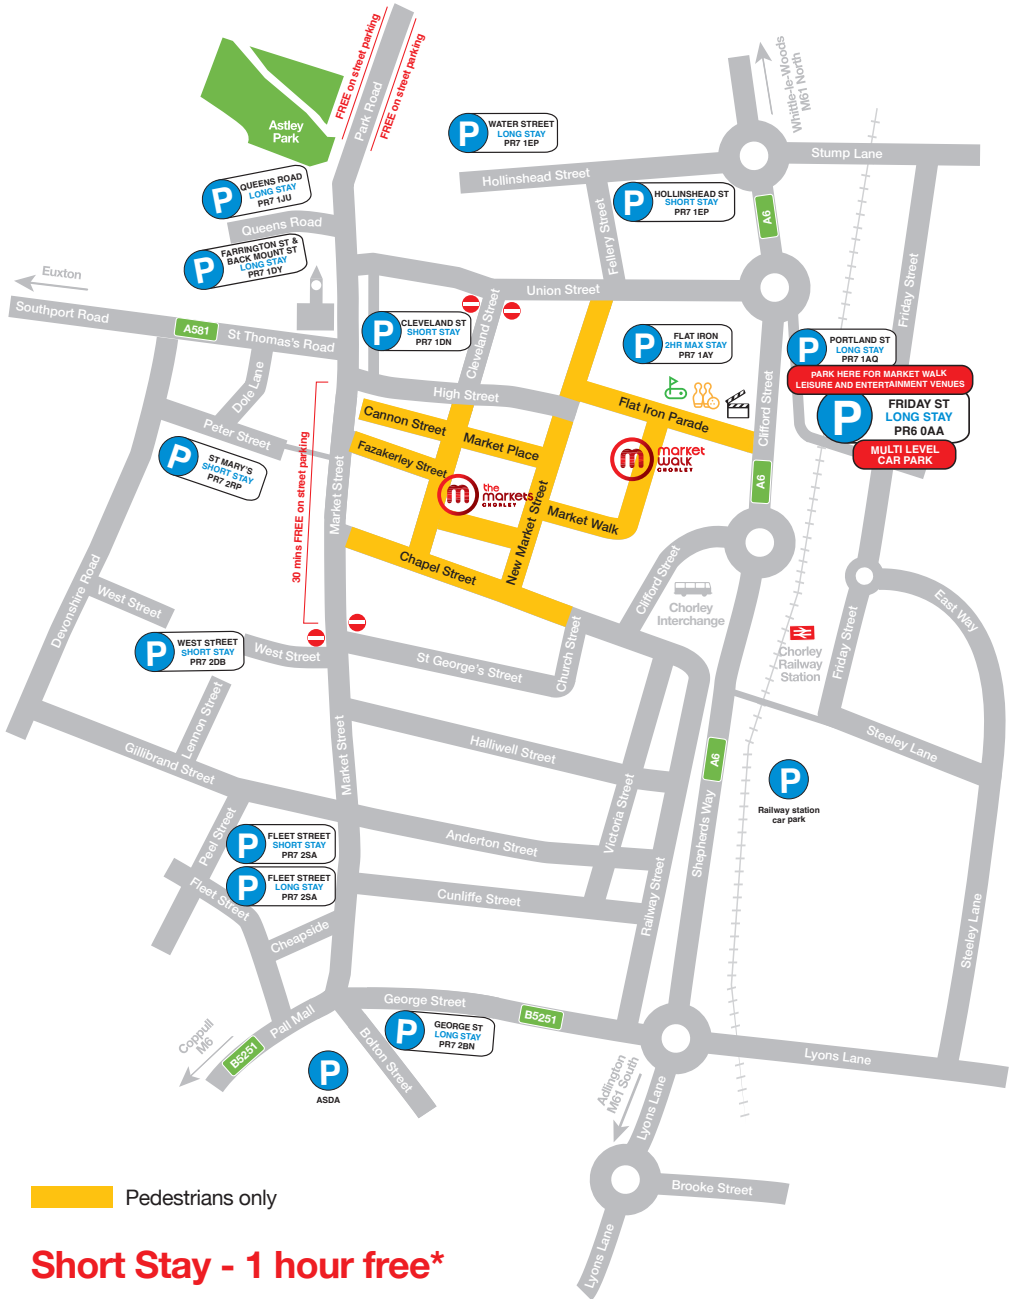 FREE on street parking
FREE on street parking
Park Road
Astley
Park
Whittle-le-Woods
M61 North
Stump Lane
P
WATER STREET
LONG STAY
PR7 1EP
Hollinshead Street
P
HOLLINSHEAD ST
SHORT STAY
PR7 1EP
A6
Fellery Street
Friday Street
P
QUEENS ROAD
LONG STAY
PR7 1JU
Queens Road
P
FARRINGTON ST &
BACK MOUNT ST
LONG STAY
PR7 1DY
Euxton
Southport Road
A581
St Thomas's Road
Union Street
P
CLEVELAND ST
SHORT STAY
PR7 1DN
Cleveland Street
P
FLAT IRON
2HR MAX STAY
PR7 1AY
P
PORTLAND ST
LONG STAY
PR7 1AQ
PARK HERE FOR MARKET WALK
LEISURE AND ENTERTAINMENT VENUES
P
FRIDAY ST
LONG STAY
PR6 0AA
MULTI LEVEL
CAR PARK
Clifford Street
A6
Dole Lane
High Street
Flat Iron Parade
Peter Street
Cannon Street
Market Place
Fazakerley Street
m
market
walk
CHORLEY
P
ST MARY'S
SHORT STAY
PR7 2RP
30 mins FREE on street parking
Market Street
m
the
markets
CHORLEY
New Market Street
Market Walk
Chapel Street
Clifford Street
Chorley
Interchange
Devonshire Road
West Street
P
WEST STREET
SHORT STAY
PR7 2DB
West Street
St George's Street
Church Street
Chorley
Railway
Station
Friday Street
East Way
Lennon Street
Gillibrand Street
Market Street
Halliwell Street
A6
Steeley Lane
P
Railway station
car park
Peel Street
P
FLEET STREET
SHORT STAY
PR7 2SA
P
FLEET STREET
LONG STAY
PR7 2SA
Fleet Street
Anderton Street
Victoria Street
Shepherds Way
Cunliffe Street
Railway Street
Steeley Lane
Cheapside
George Street
B5251
Pall Mall
B5251
Coppull
M6
P
GEORGE ST
LONG STAY
PR7 2BN
Bolton Street
P
ASDA
Lyons Lane
Adlington
M61 South
Lyons Lane
Brooke Street
Lyons Lane
Pedestrians only
Short Stay - 1 hour free*